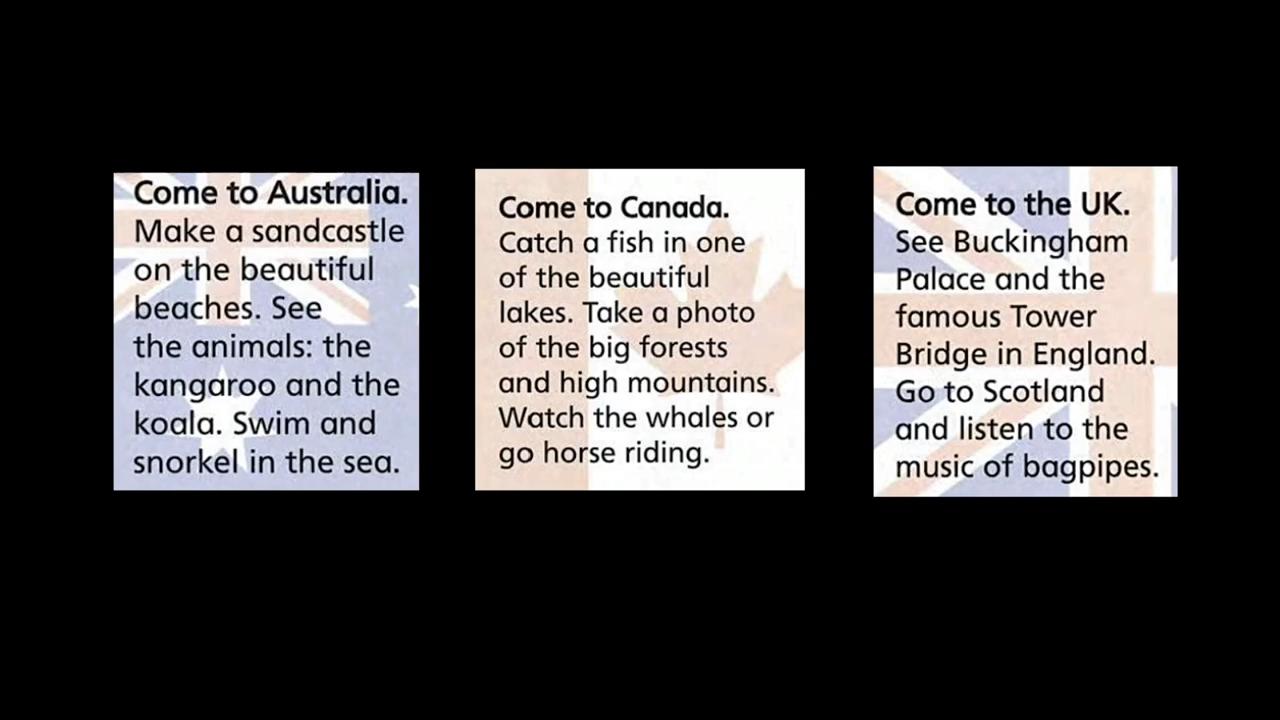 Come to Australia.
Make a sandcastle
on the beautiful
beaches. See
the animals: the
kangaroo and the
koala. Swim and
snorkel in the sea.
Come to Canada.
Catch a fish in one
of the beautiful
lakes. Take a photo
of the big forests
and high mountains.
Watch the whales or
go horse riding.
Come to the UK.
See Buckingham
Palace and the
famous Tower
Bridge in England.
Go to Scotland
and listen to the
music of bagpipes.